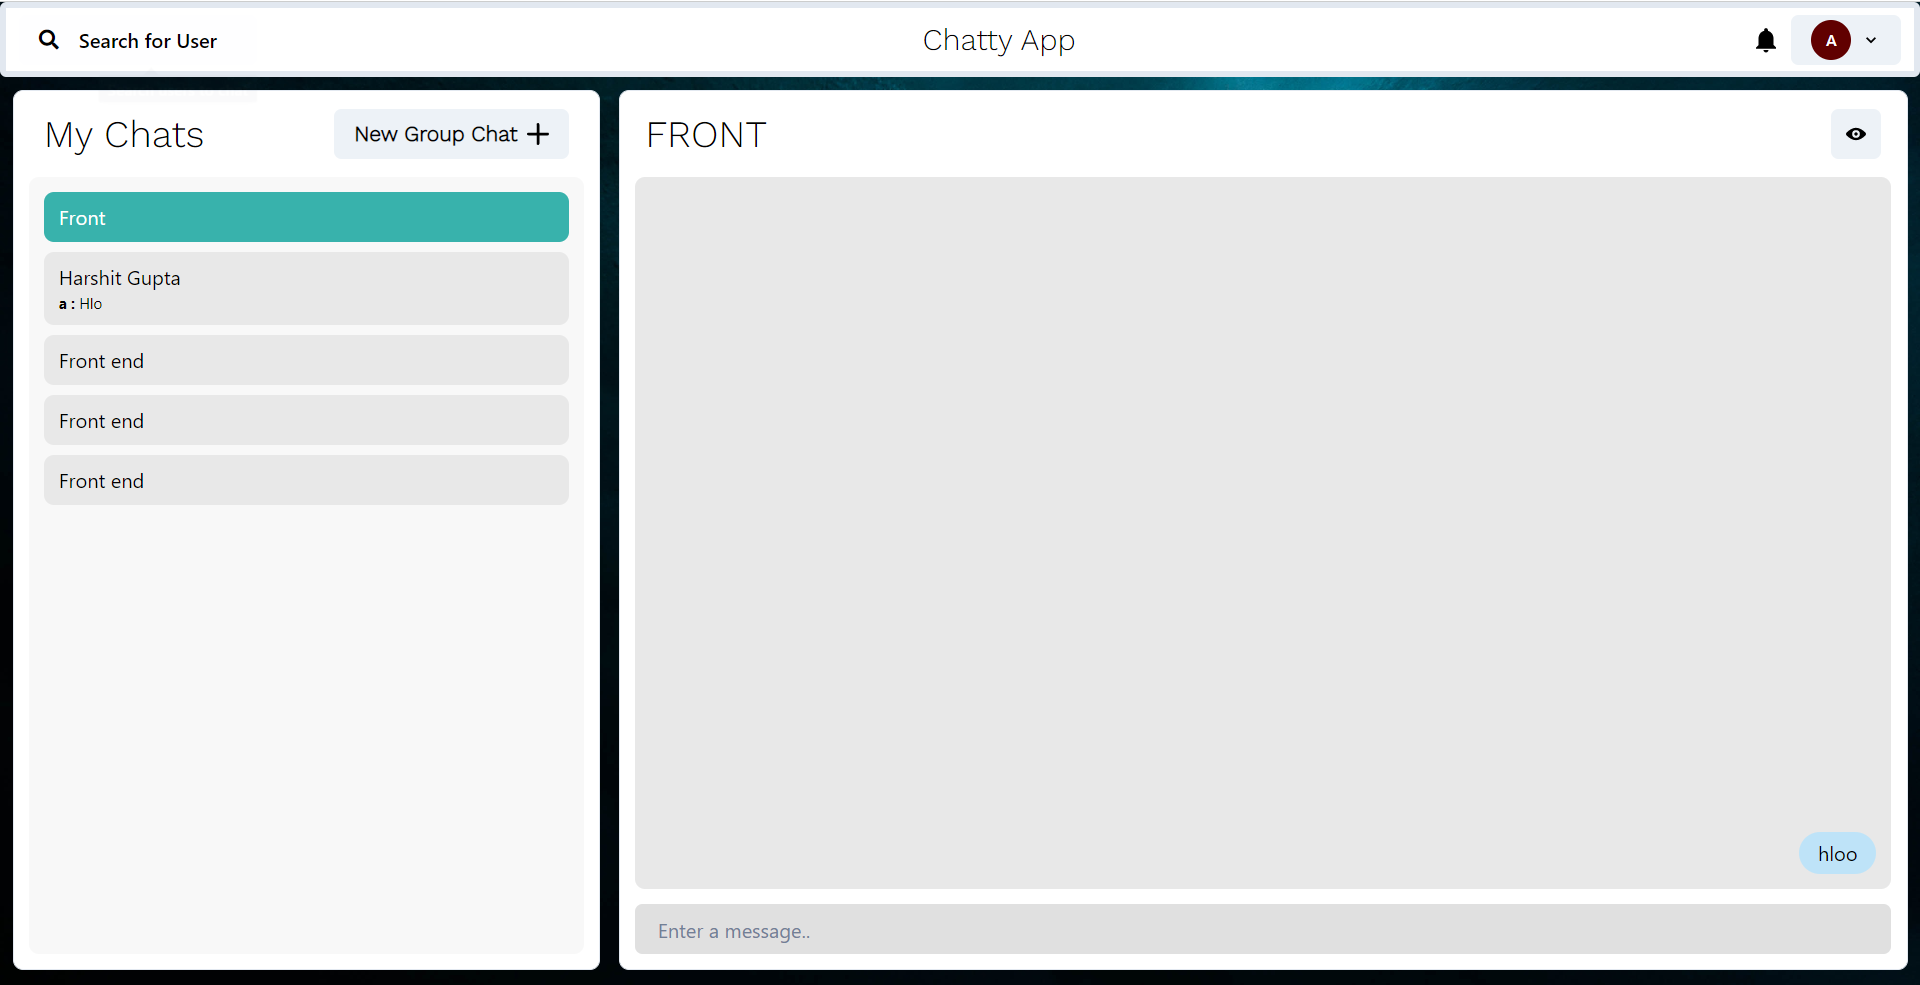 Search for User
Chatty App
A
My Chats
New Group Chat
Front
Harshit Gupta
a : Hlo
Front end
Front end
Front end
FRONT
hloo
Enter a message..